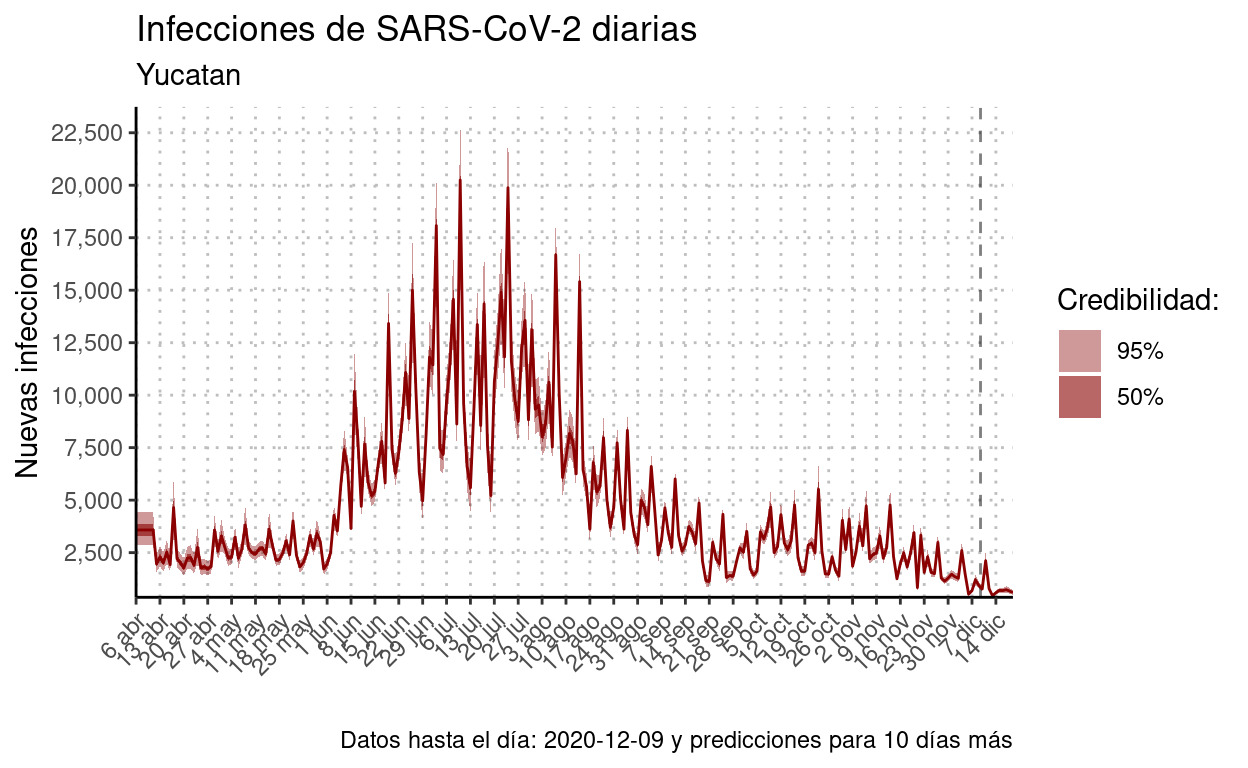 Infecciones de SARS-CoV-2 diarias
Yucatan
Nuevas infecciones
22,500
20,000
17,500
15,000
12,500
10,000
7,500
5,000
2,500
6 abr
13 abr
20 abr
27 abr
4 may
11 may
18 may
25 may
1 jun
8 jun
15 jun
22 jun
29 jun
6 jul
13 jul
20 jul
27 jul
3 ago
10 ago
17 ago
24 ago
31 ago
7 sep
14 sep
21 sep
28 sep
5 oct
12 oct
19 oct
26 oct
2 nov
9 nov
16 nov
23 nov
30 nov
7 dic
14 dic
Credibilidad:
95%
50%
Datos hasta el día: 2020-12-09 y predicciones para 10 días más